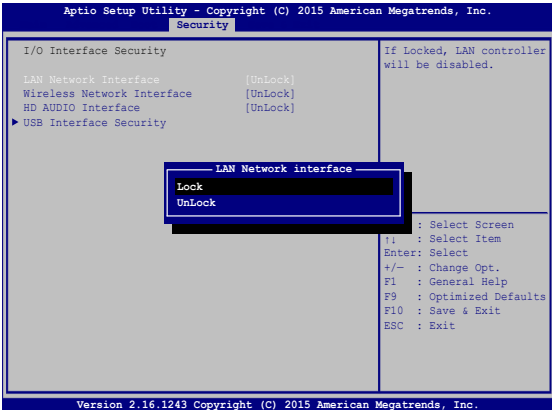 Aptio Setup Utility - Copyright (C) 2015 American Megatrends, Inc.
Security
I/O Interface Security
LAN Network Interface [UnLock]
Wireless Network Interface [UnLock]
HD AUDIO Interface [UnLock]
USB Interface Security
If Locked, LAN controller
will be disabled.
LAN Network interface
Lock
UnLock
: Select Screen
↑↓ : Select Item
Enter: Select
+/— : Change Opt.
F1 : General Help
F9 : Optimized Defaults
F10 : Save & Exit
ESC : Exit
Version 2.16.1243 Copyright (C) 2015 American Megatrends, Inc.